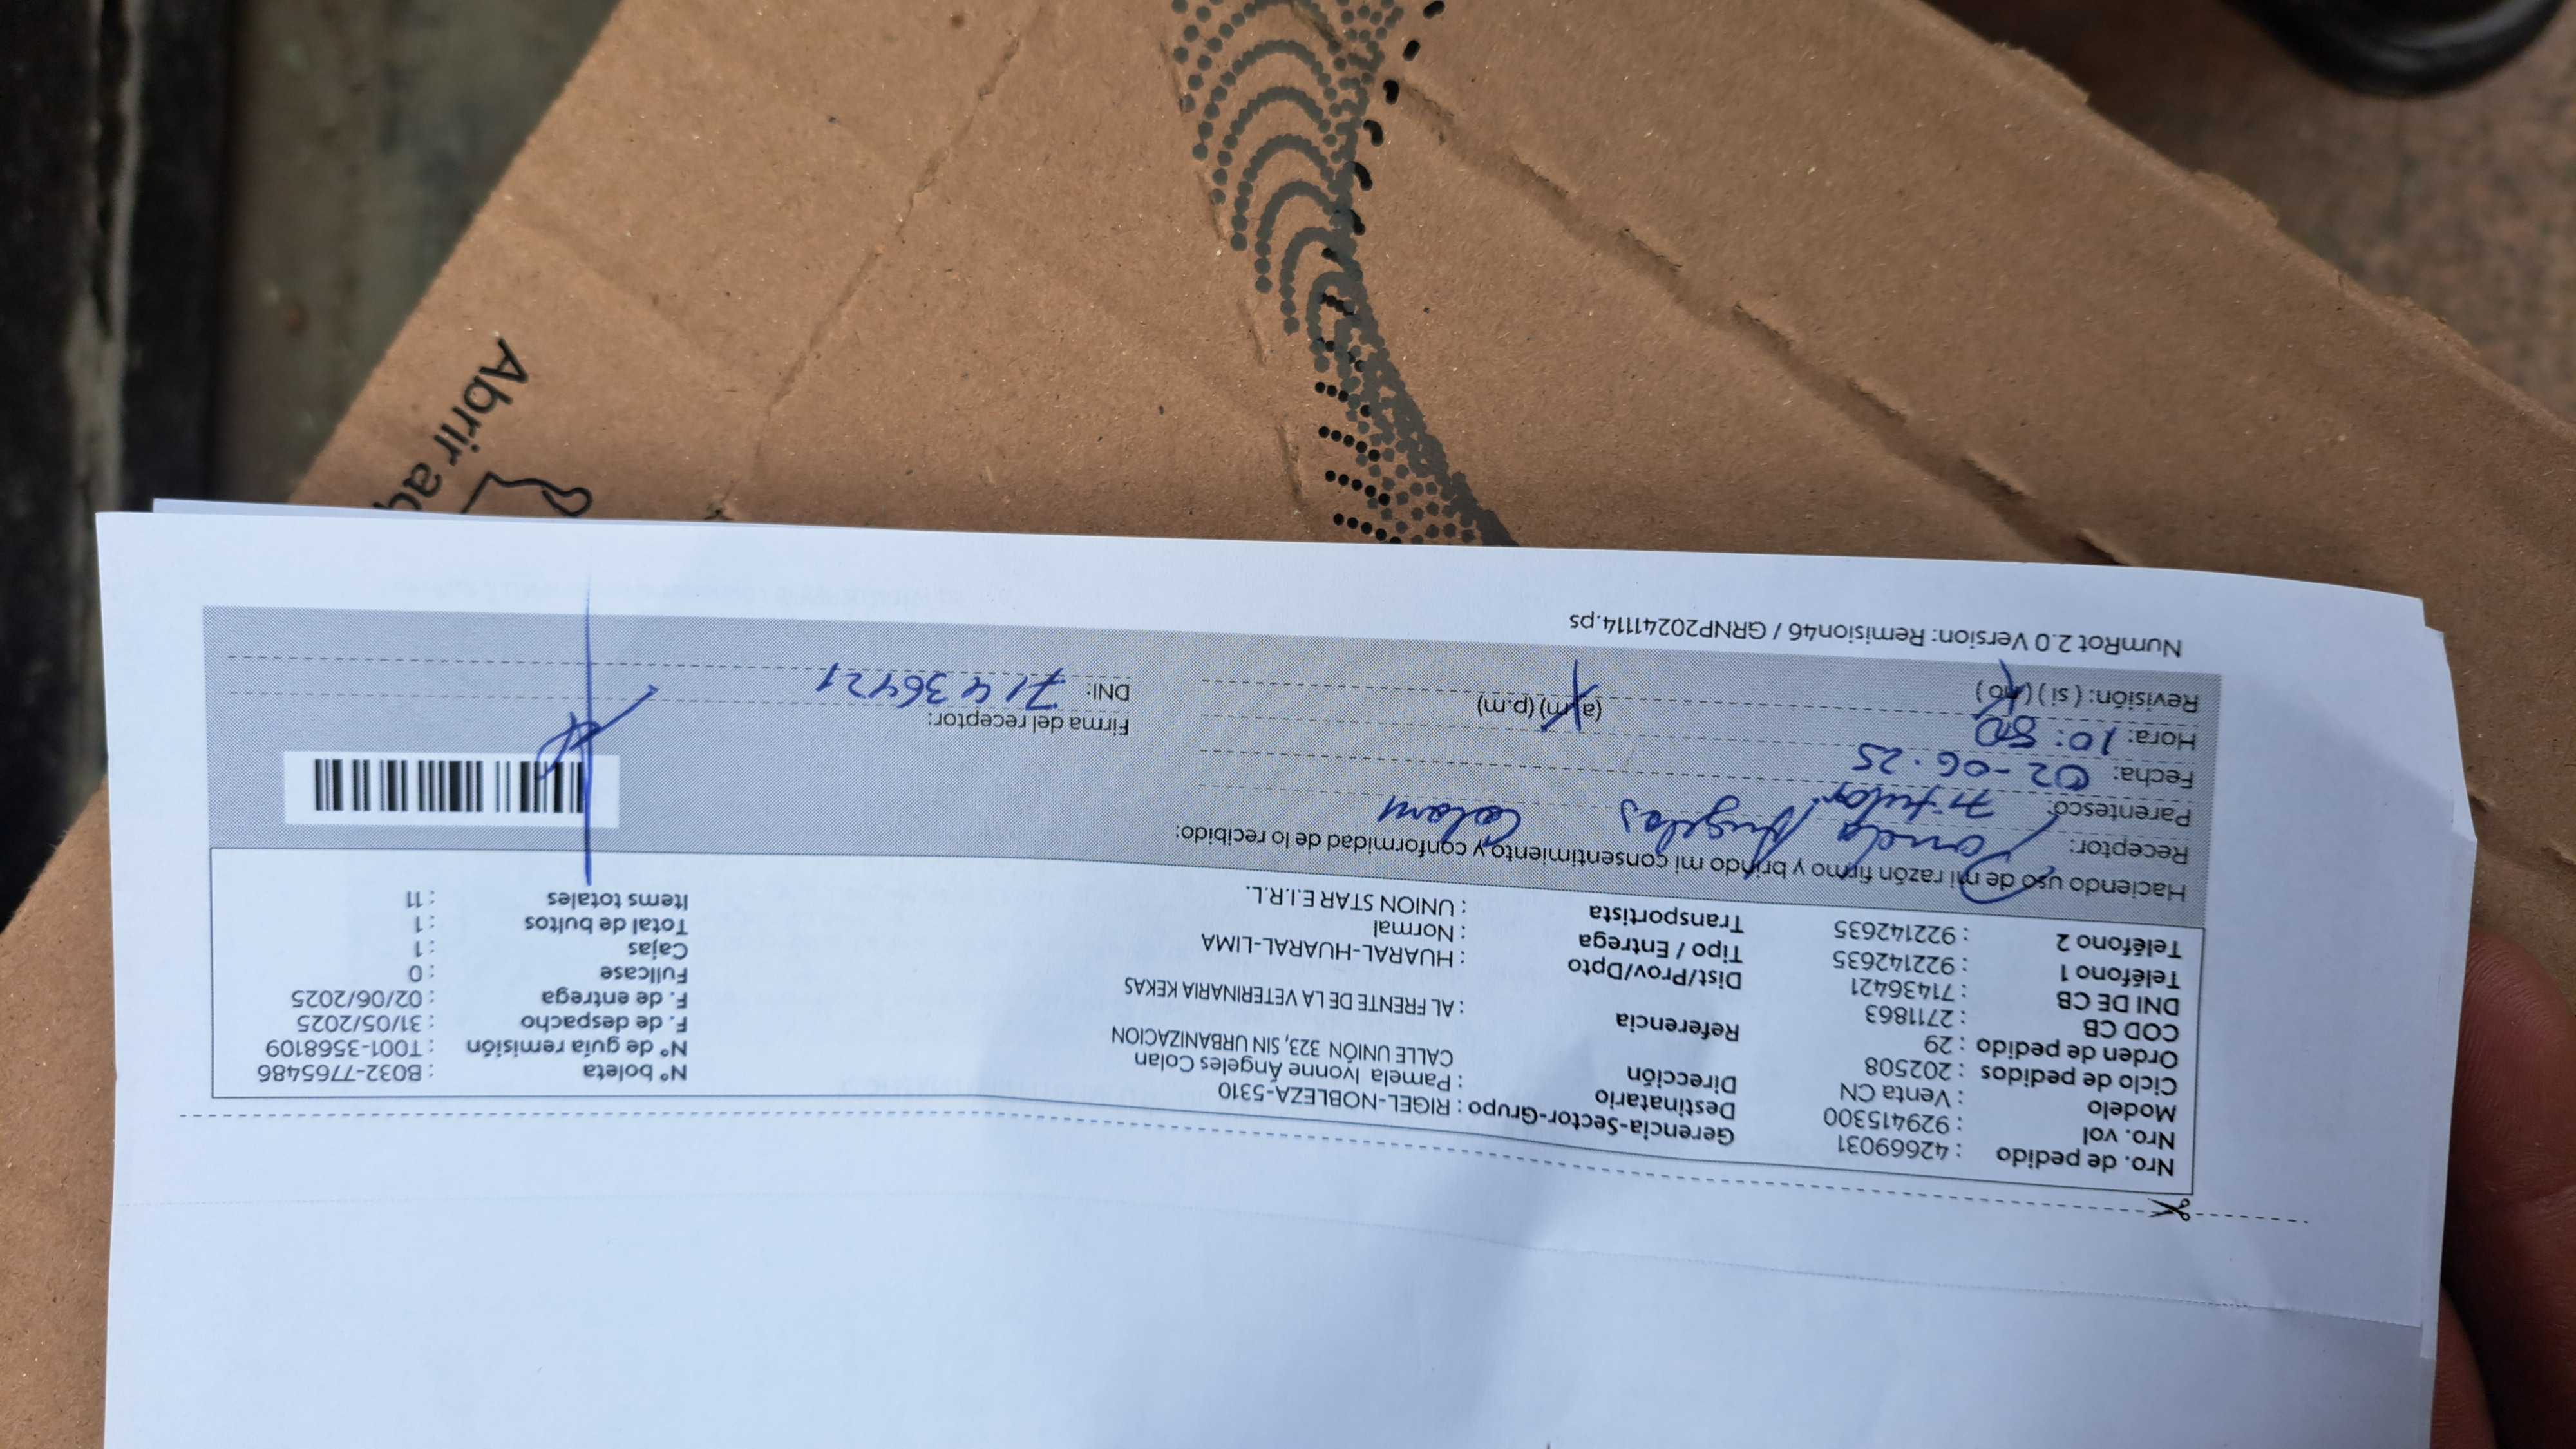 Nro. de pedido : 42669031
Nro. vol : 929415300
Modelo : Venta CN
Ciclo de pedidos : 202508
Orden de pedido : 29
COD CB : 2711863
DNI DE CB : 71436421
Teléfono 1 : 922142635
Teléfono 2 : 922142635
Gerencia-Sector-Grupo : RIGEL-NOBLEZA-5310
Destinatario : Pamela Ivonne Ángeles Colan
Dirección CALLE UNIÓN 323, SIN URBANIZACION
Referencia : AL FRENTE DE LA VETERINARIA KEKAS
Dist/Prov/Dpto : HUARAL-HUARAL-LIMA
Tipo / Entrega : Normal
Transportista : UNION STAR E.I.R.L.
N° boleta : B032-7765486
N° de guía remisión : T001-3568109
F. de despacho : 31/05/2025
F. de entrega : 02/06/2025
Fullcase : 0
Cajas : 1
Total de bultos : 1
Items totales : 11
Haciendo uso de mi razón firmo y brindo mi consentimiento y conformidad de lo recibido:
Receptor: Angeles Colam
Parentesco: Titular
Fecha: 02-06-25
Hora: 10:50 (a.m) (p.m)
Revisión: ( si ) ( no )
Firma del receptor:
DNI: 71436421
NumRot 2.0 Version: Remision46 / GRNP20241114.ps
Abrir aq